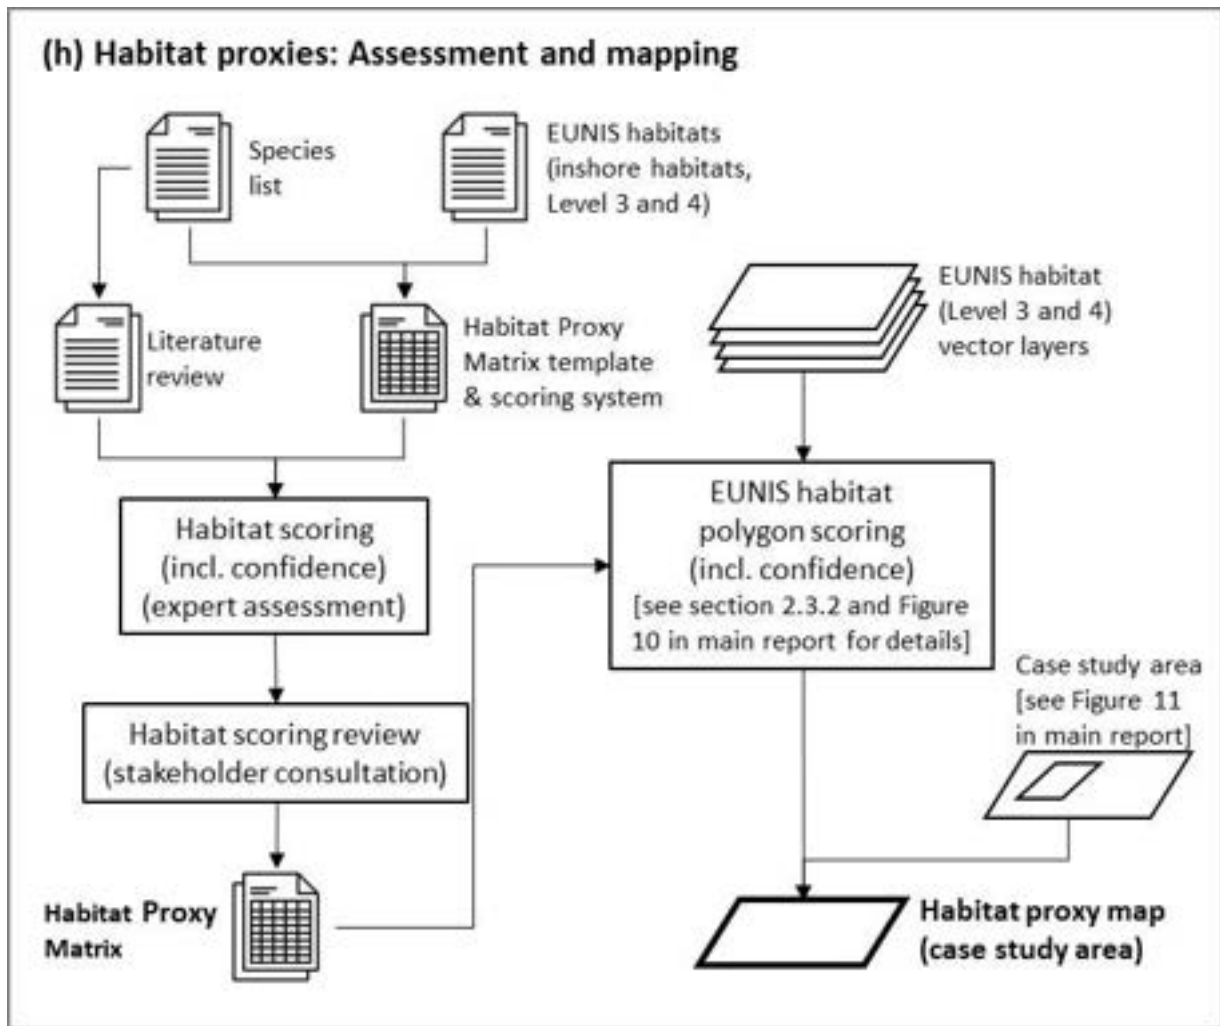 (h) Habitat proxies: Assessment and mapping
Species
list
EUNIS habitats
(inshore habitats,
Level 3 and 4)
Literature
review
Habitat Proxy
Matrix template
& scoring system
EUNIS habitat
(Level 3 and 4)
vector layers
Habitat scoring
(incl. confidence)
(expert assessment)
EUNIS habitat
polygon scoring
(incl. confidence)
[see section 2.3.2 and Figure
10 in main report for details]
Habitat scoring review
(stakeholder consultation)
Case study area
[see Figure 11
in main report]
Habitat Proxy
Matrix
Habitat proxy map
(case study area)